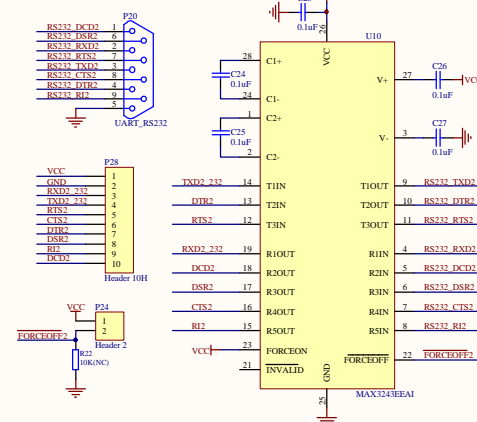 P20
RS232_DCD2 1
RS232_DSR2 6
RS232_RXD2 2
RS232_RTS2 7
RS232_TXD2 3
RS232_CTS2 8
RS232_DTR2 4
RS232_RI2 9
5
UART_RS232
P28
VCC 1
GND 2
RXD2_232 3
TXD2_232 4
RTS2 5
CTS2 6
DTR2 7
DSR2 8
RI2 9
DCD2 10
Header 10H
VCC
P24
1
2
FORCEOFF2
Header 2
R22
10K(NC)
0.1uF
26
VCC
U10
C24
0.1uF
C25
0.1uF
28 C1+
24 C1-
1 C2+
2 C2-
V+ 27
C26
0.1uF
VCC
V- 3
C27
0.1uF
TXD2_232 14 T1IN T1OUT 9 RS232_TXD2
DTR2 13 T2IN T2OUT 10 RS232_DTR2
RTS2 12 T3IN T3OUT 11 RS232_RTS2
RXD2_232 19 R1OUT R1IN 4 RS232_RXD2
DCD2 18 R2OUT R2IN 5 RS232_DCD2
DSR2 17 R3OUT R3IN 6 RS232_DSR2
CTS2 16 R4OUT R4IN 7 RS232_CTS2
RI2 15 R5OUT R5IN 8 RS232_RI2
VCC 23 FORCEON
FORCEOFF 22 FORCEOFF2
21 INVALID
GND
25
MAX3243EEAI